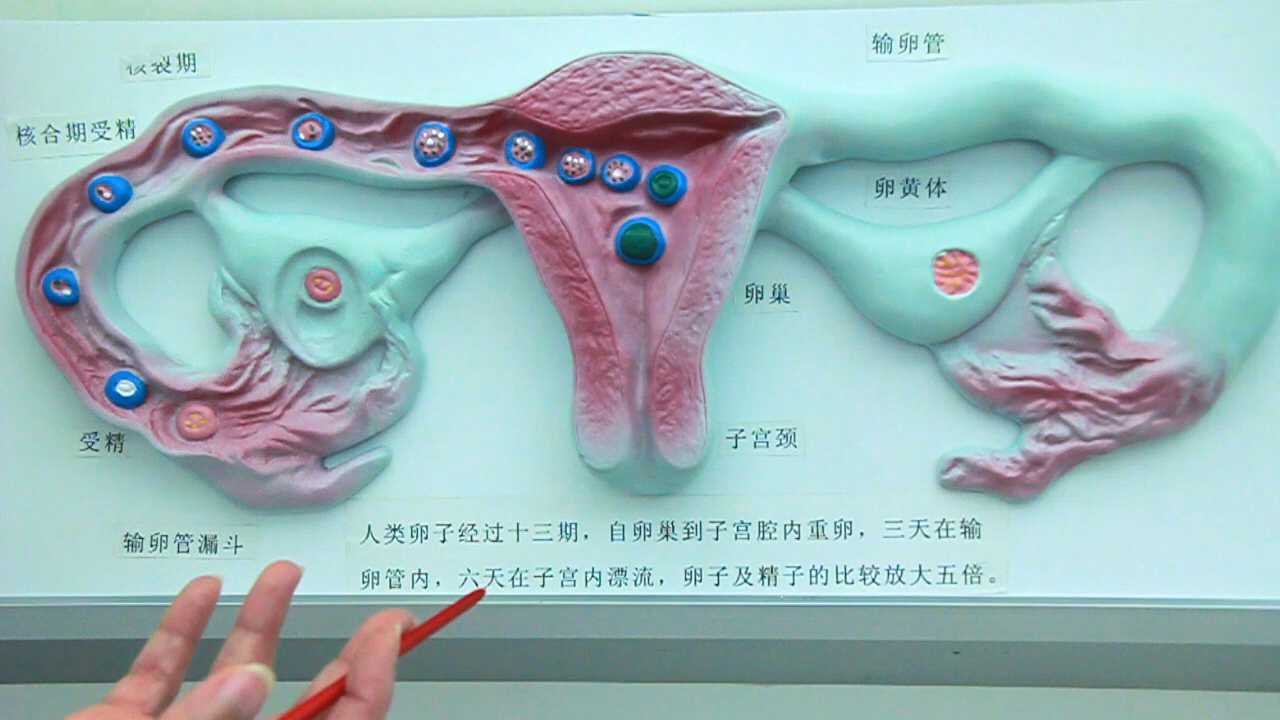 输卵管
核裂期
核合期受精
卵黄体
卵巢
子宫颈
受精
输卵管漏斗
人类卵子经过十三期，自卵巢到子宫腔内重卵，三天在输
卵管内，六天在子宫内漂流，卵子及精子的比较放大五倍。